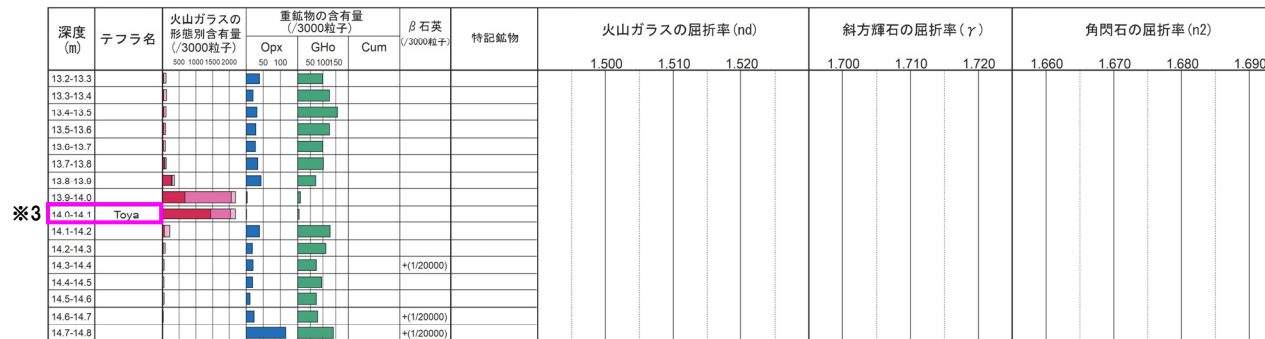 深度
(m)
テフラ名
火山ガラスの
形態別含有量
(/3000粒子)
500 1000 1500 2000
重鉱物の含有量
(/3000粒子)
Opx
GHo
Cum
50 100
50 100 150
β石英
(/3000粒子)
特記鉱物
火山ガラスの屈折率(nd)
1.500 1.510 1.520
斜方輝石の屈折率(γ)
1.700 1.710 1.720
角閃石の屈折率(n2)
1.660 1.670 1.680 1.690
13.2-13.3
13.3-13.4
13.4-13.5
13.5-13.6
13.6-13.7
13.7-13.8
13.8-13.9
13.9-14.0
※3 14.0-14.1 Toya
14.1-14.2
14.2-14.3
14.3-14.4 +(1/20000)
14.4-14.5
14.5-14.6
14.6-14.7 +(1/20000)
14.7-14.8 +(1/20000)